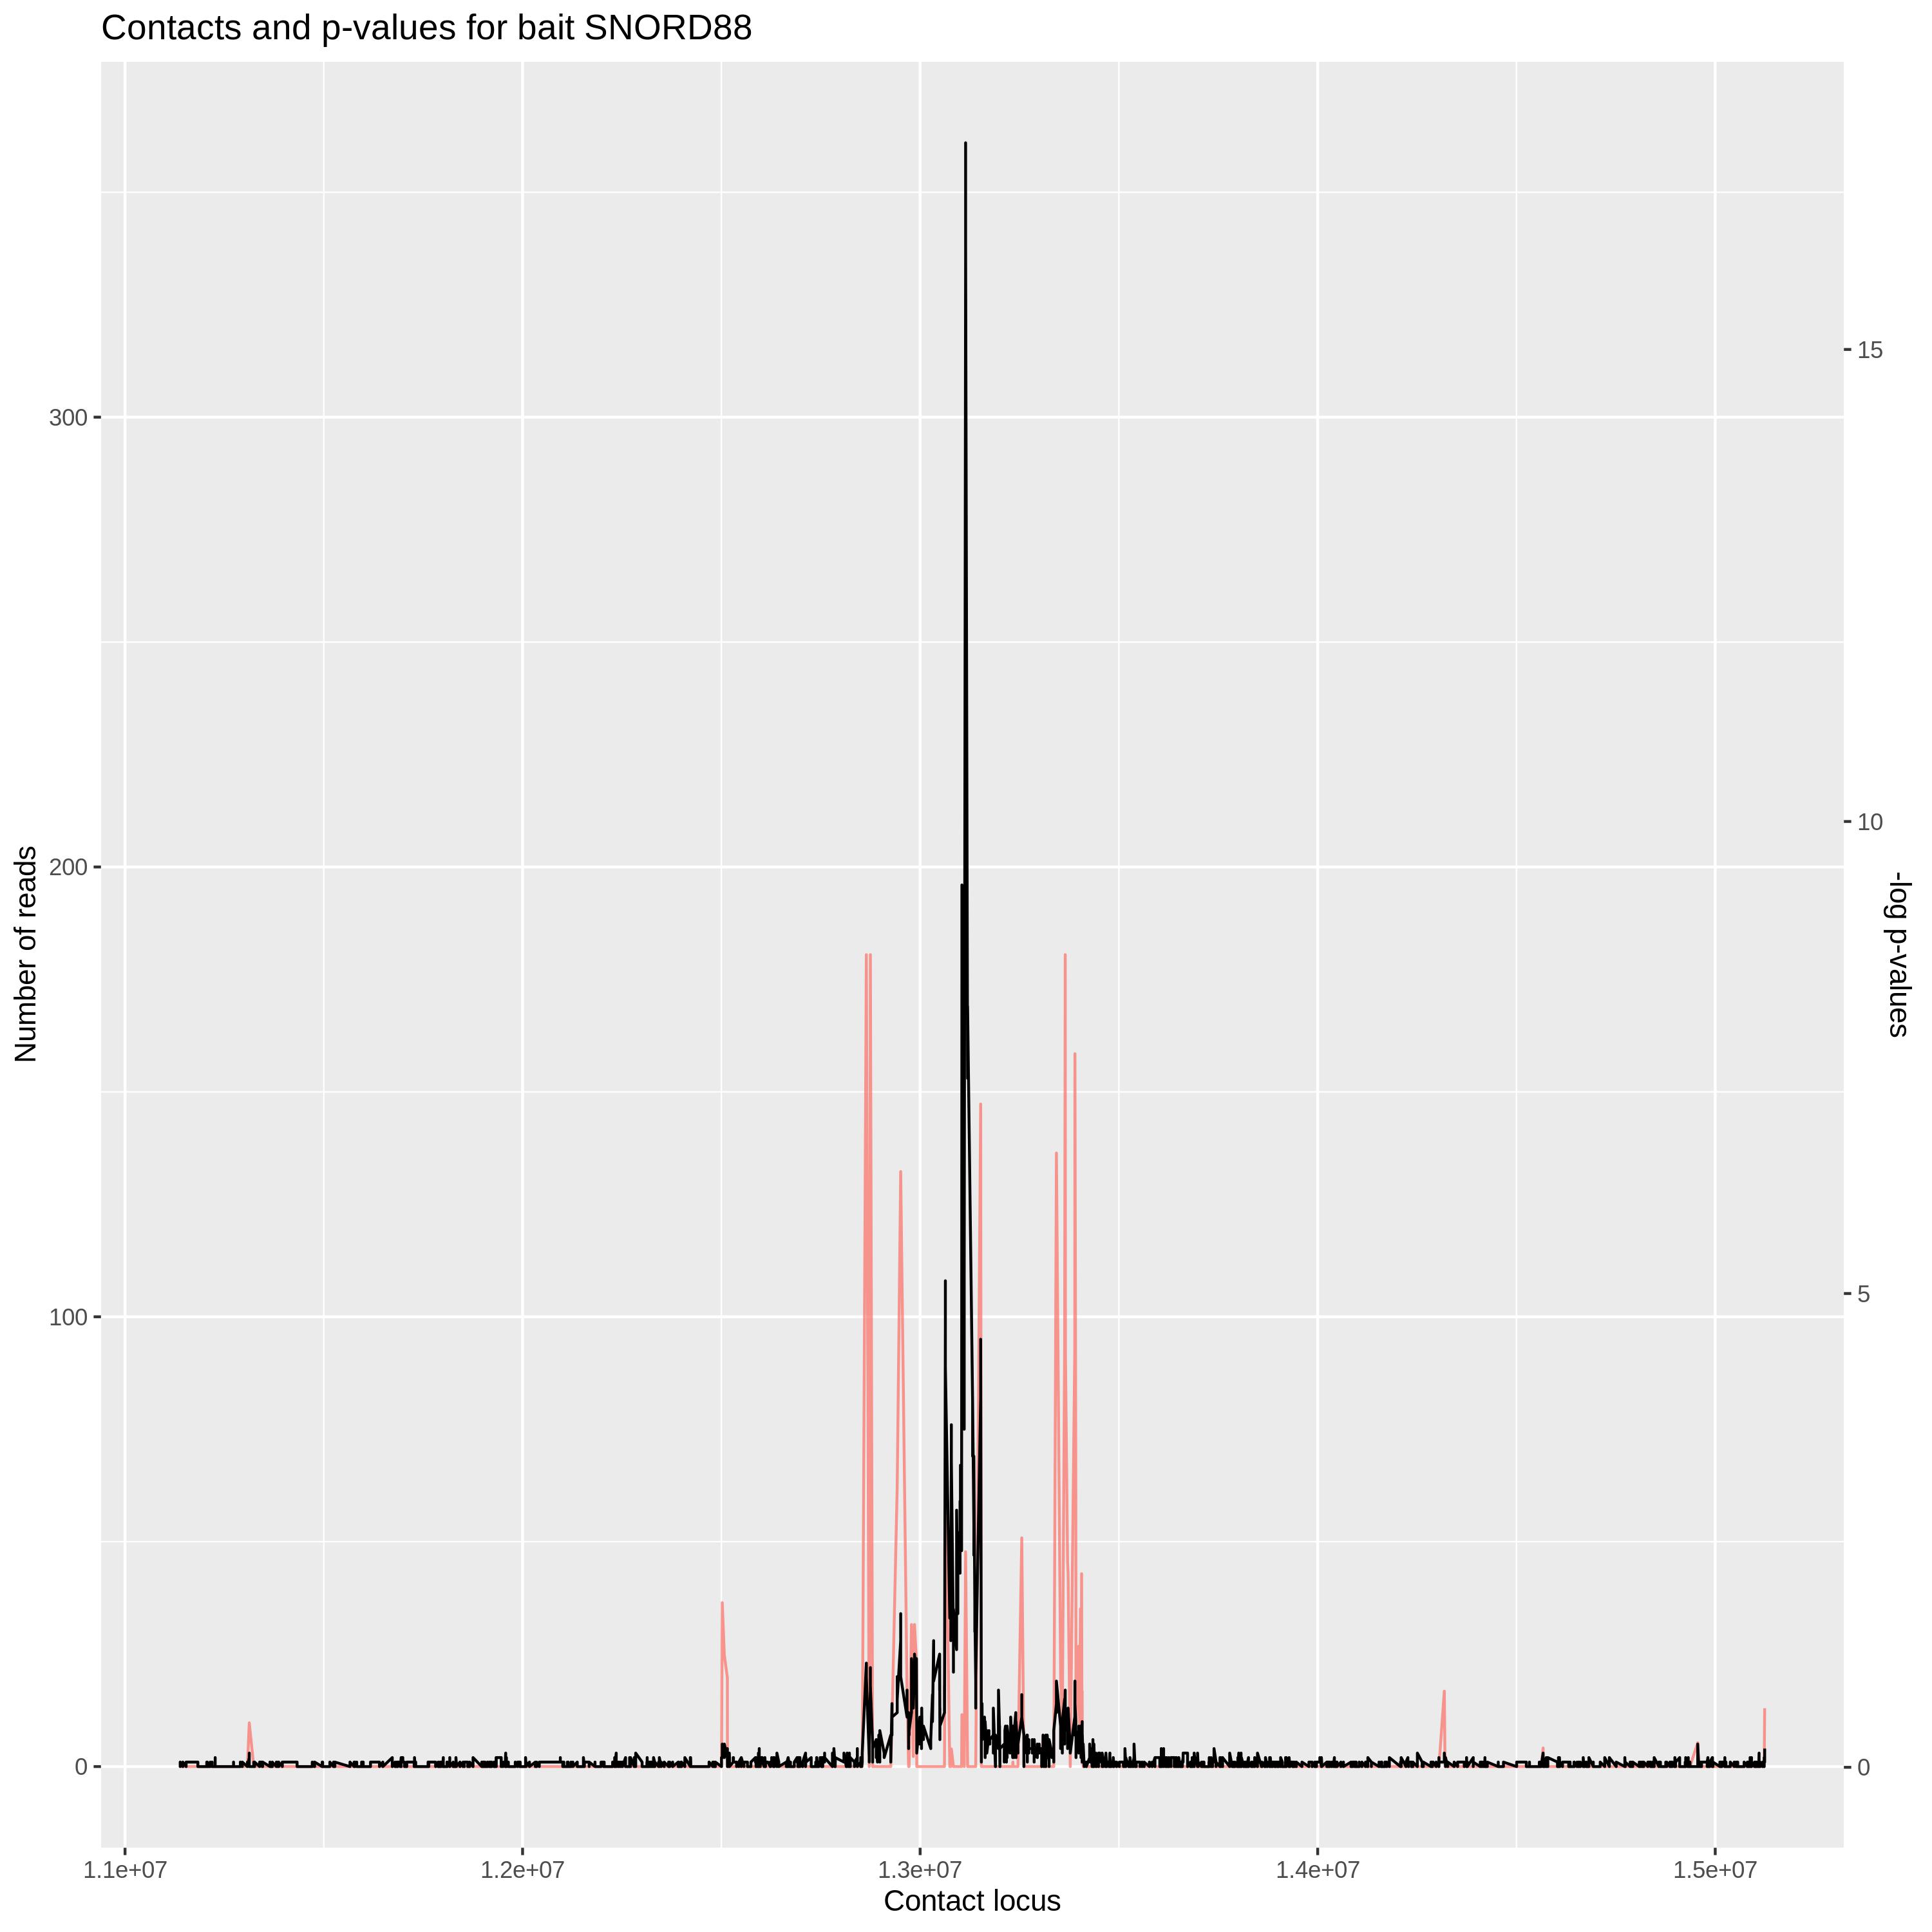 Contacts and p-values for bait SNORD88
300
200
100
0
Number of reads
15
10
5
0
-log p-values
1.1e+07
1.2e+07
1.3e+07
1.4e+07
1.5e+07
Contact locus